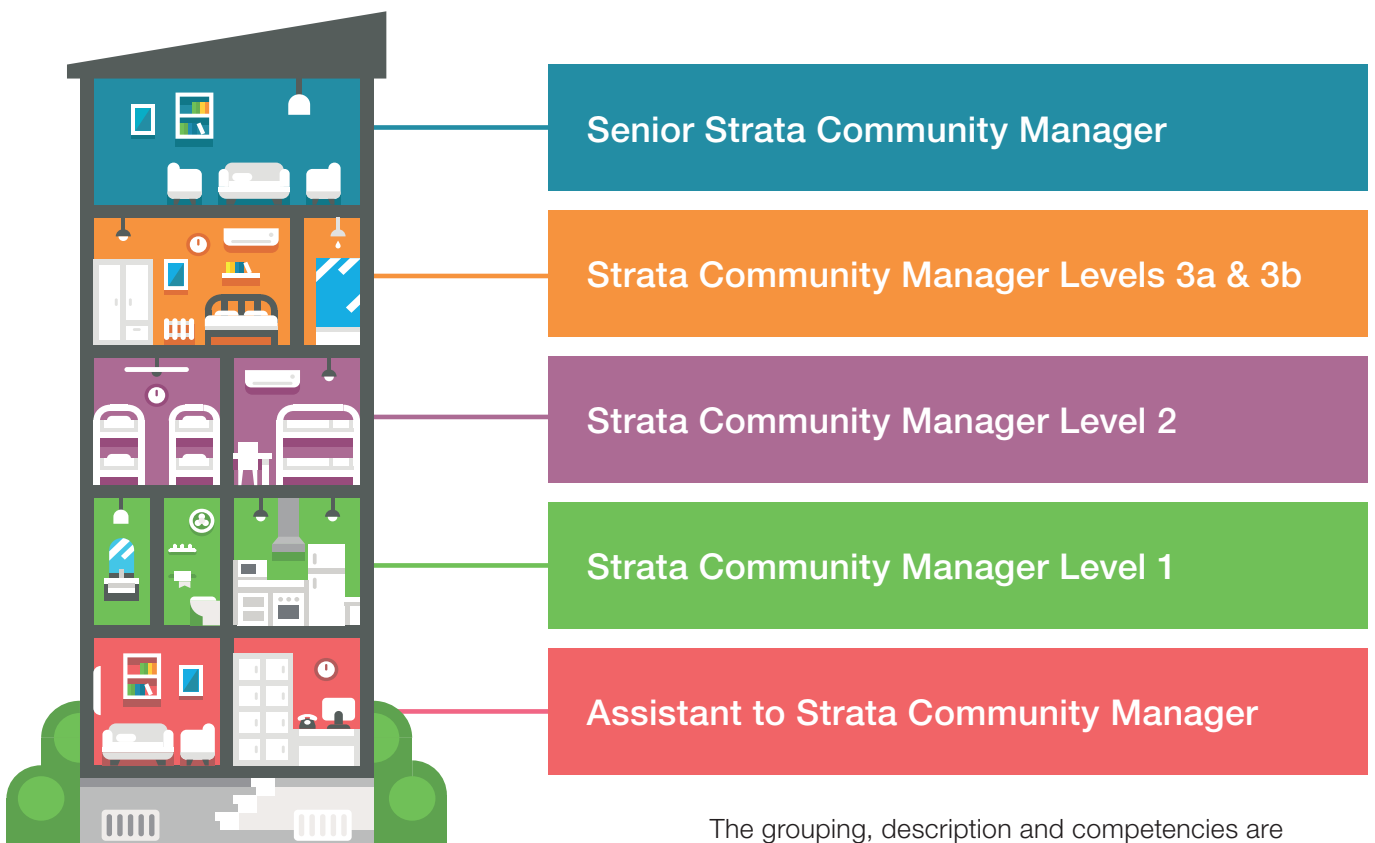 Senior Strata Community Manager
Strata Community Manager Levels 3a & 3b
Strata Community Manager Level 2
Strata Community Manager Level 1
Assistant to Strata Community Manager
The grouping, description and competencies are